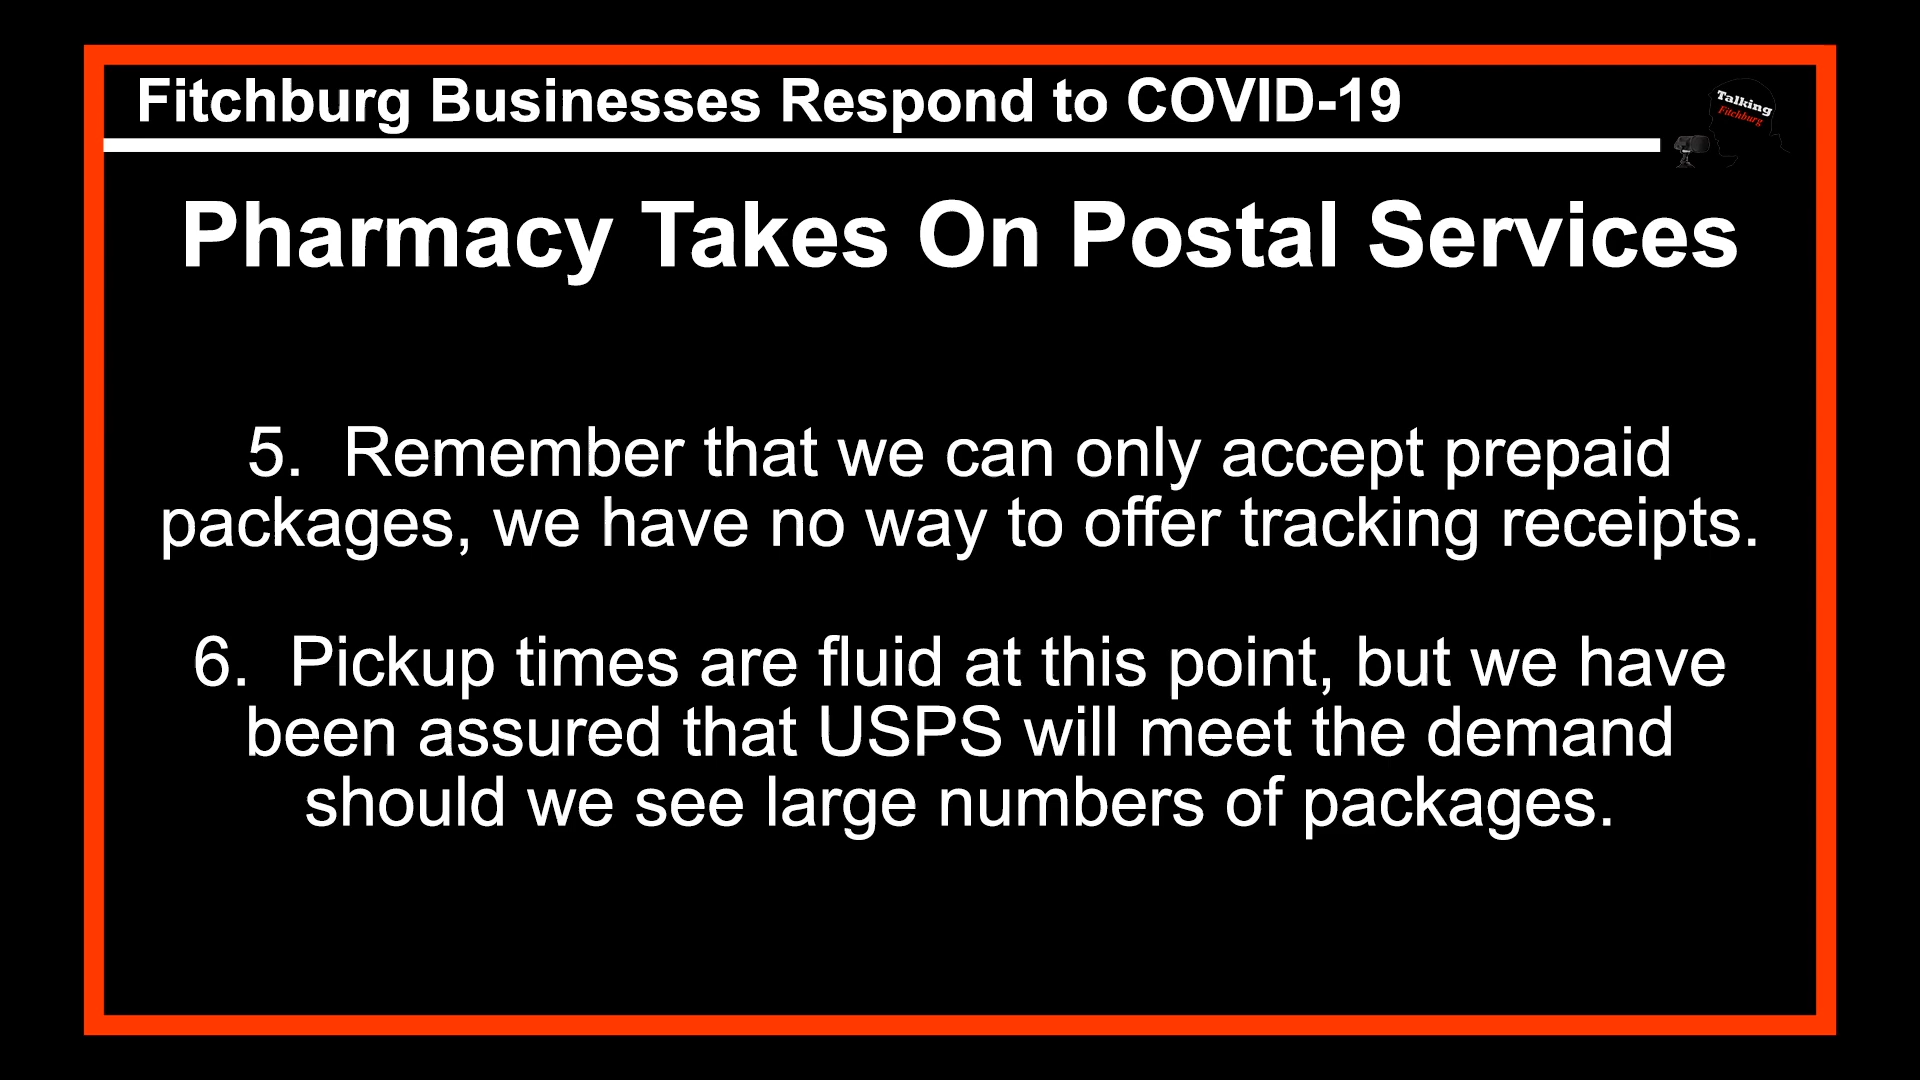 Fitchburg Businesses Respond to COVID-19
Talking
Fitchburg
Pharmacy Takes On Postal Services
5.  Remember that we can only accept prepaid
packages, we have no way to offer tracking receipts.
6.  Pickup times are fluid at this point, but we have
been assured that USPS will meet the demand
should we see large numbers of packages.